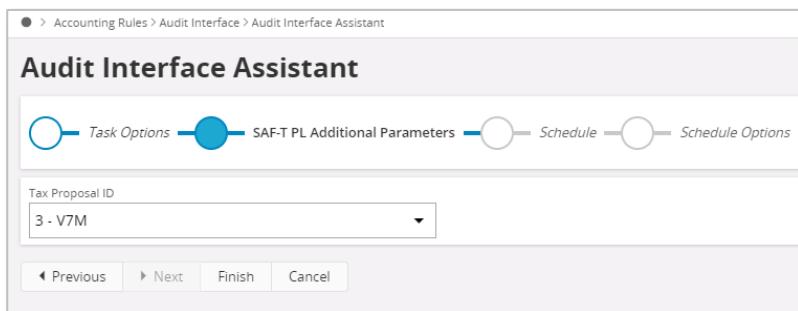 > Accounting Rules > Audit Interface > Audit Interface Assistant
Audit Interface Assistant
Task Options SAF-T PL Additional Parameters Schedule Schedule Options
Tax Proposal ID
3 - V7M
Previous Next Finish Cancel